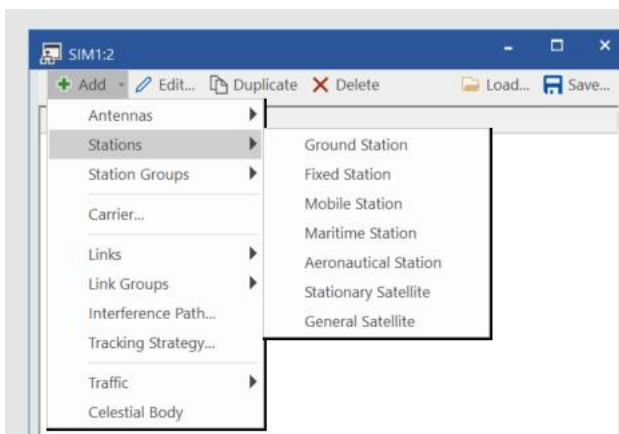 SIM1:2
Add Edit... Duplicate Delete Load... Save...
Antennas
Stations
Station Groups
Carrier...
Links
Link Groups
Interference Path...
Tracking Strategy...
Traffic
Celestial Body
Ground Station
Fixed Station
Mobile Station
Maritime Station
Aeronautical Station
Stationary Satellite
General Satellite